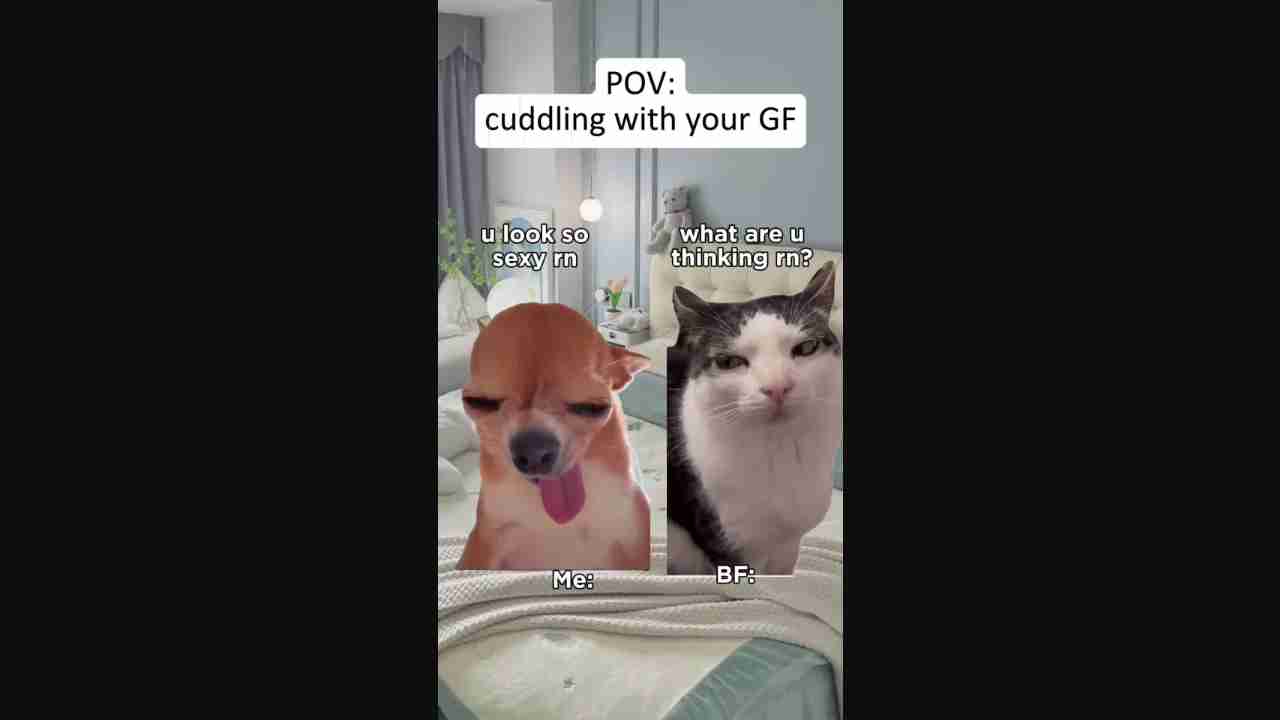 POV:
cuddling with your GF
u look so
sexy rn
what are u
thinking rn?
Me:
BF: